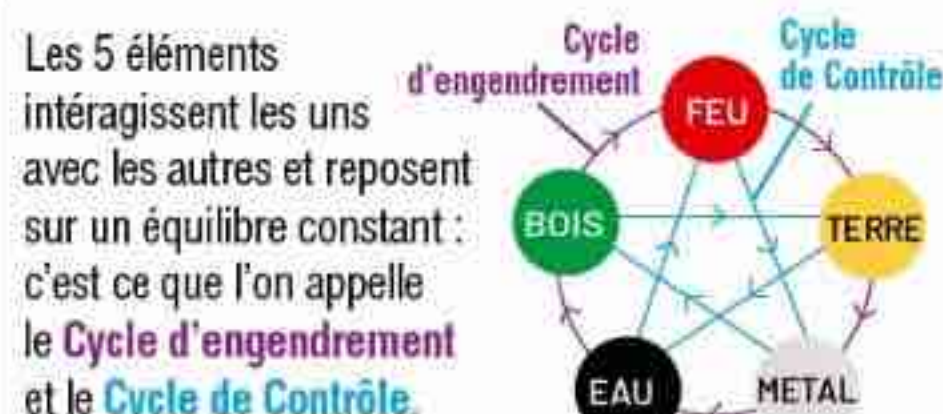 Les 5 éléments
intéragissent les uns
avec les autres et reposent
sur un équilibre constant :
c'est ce que l'on appelle
le Cycle d'engendrement
et le Cycle de Contrôle.
Cycle
d'engendrement
Cycle
de Contrôle
FEU
BOIS
TERRE
EAU
METAL